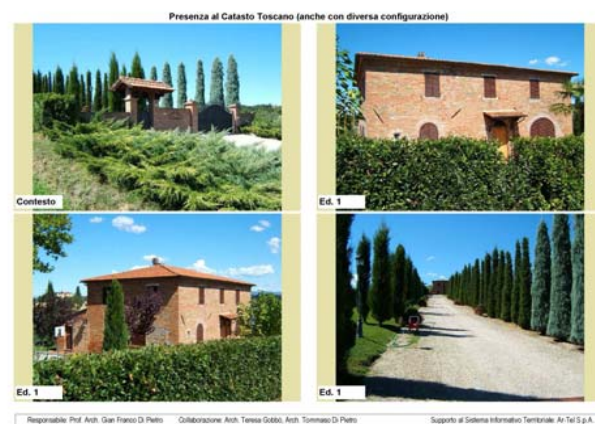 Presenza al Catasto Toscano (anche con diversa configurazione)
Contesto
Ed. 1
Ed. 1
Ed. 1
Responsabile: Prof. Arch. Gian Franco Di Pietro Collaborazione: Arch. Teresa Gobbò, Arch. Tommaso Di Pietro Supporto al Sistema Informativo Territoriale: Ar-Tel S.p.A.